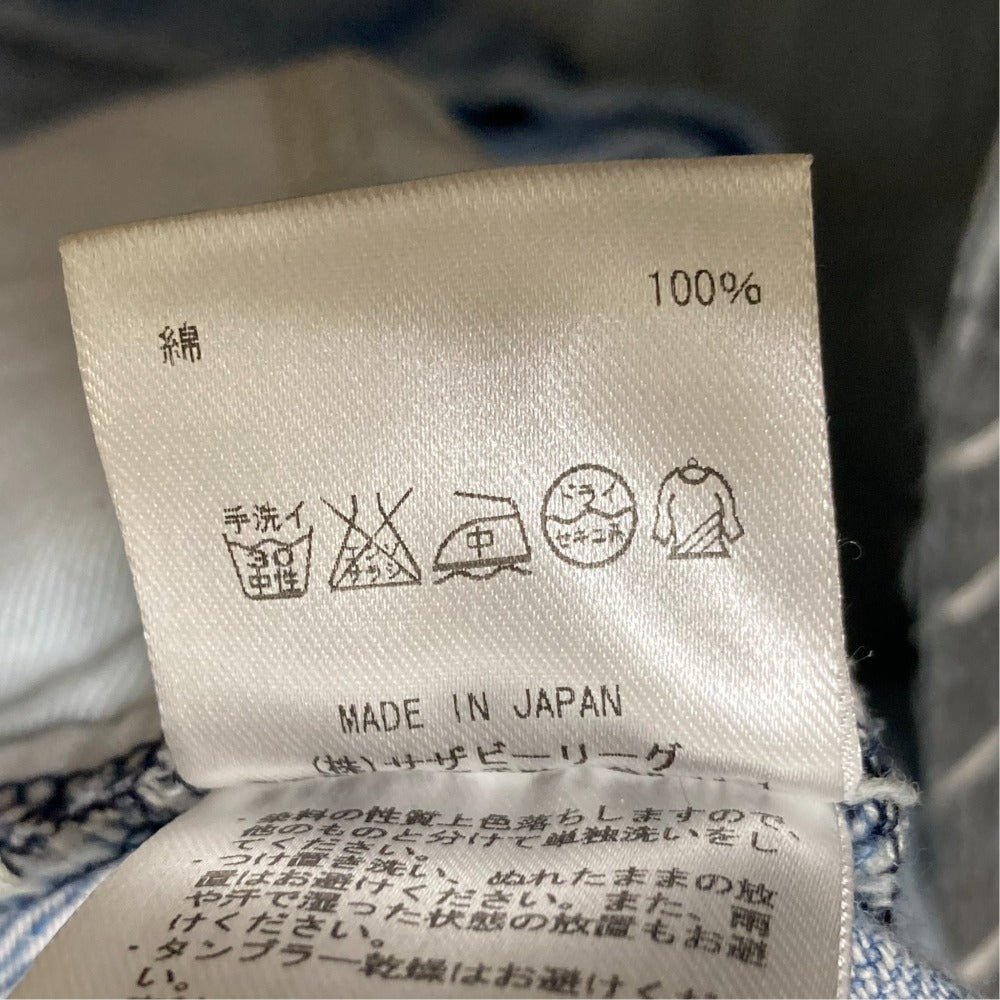 綿 100%
手洗イ ドライ
30 エンソ 中 セキユ系
中性 サラシ
MADE IN JAPAN
(株)サザビーリーグ
・染料の性質上色落ちしますので、
他のものと分けて単独洗いをし
てください。
・つけ置き洗い、ぬれたままの放
置はお避けください。また、雨
や汗で湿った状態の放置もお避
けください。
・タンブラー乾燥はお避けくださ
い。